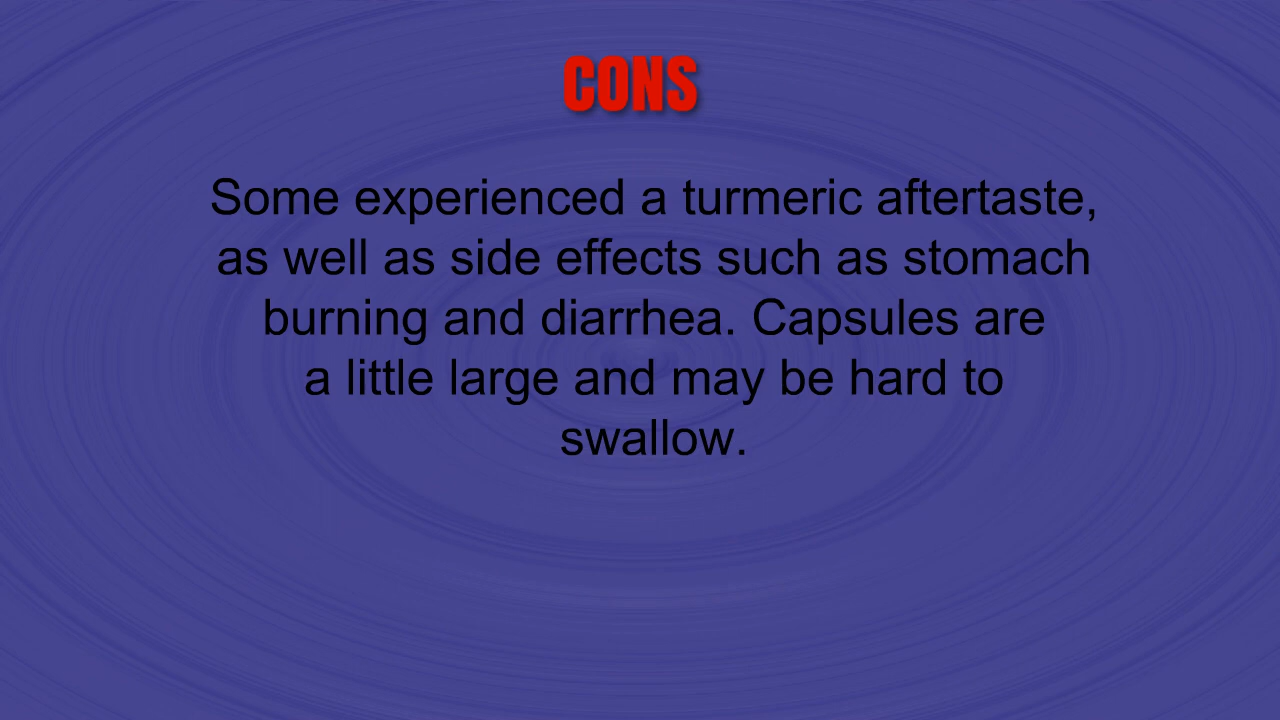 CONS
Some experienced a turmeric aftertaste,
as well as side effects such as stomach
burning and diarrhea. Capsules are
a little large and may be hard to
swallow.